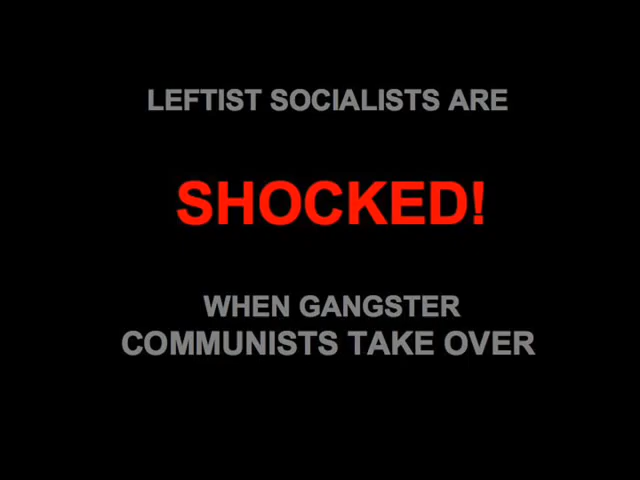 LEFTIST SOCIALISTS ARE
SHOCKED!
WHEN GANGSTER
COMMUNISTS TAKE OVER